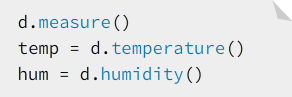 d.measure()
temp = d.temperature()
hum = d.humidity()